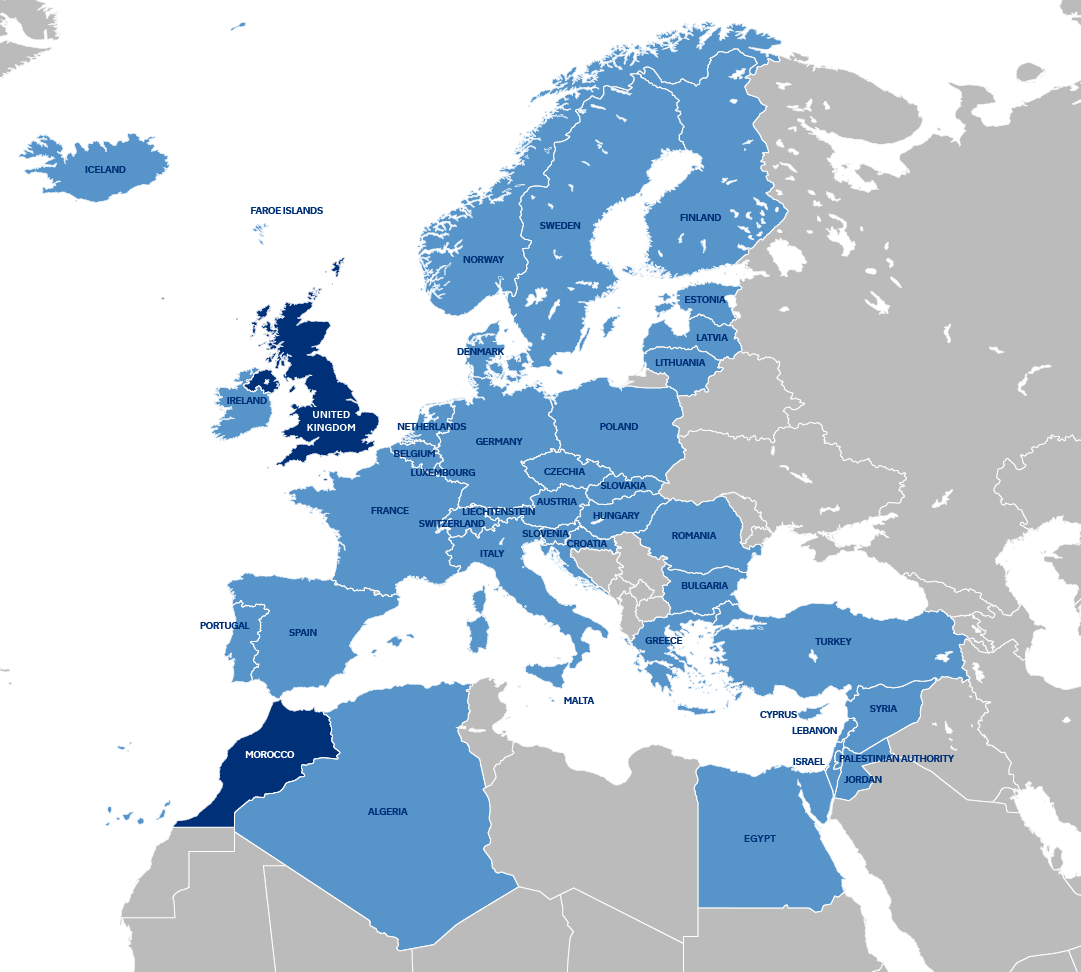 ICELAND
FAROE ISLANDS
FINLAND
SWEDEN
NORWAY
ESTONIA
LATVIA
DENMARK
LITHUANIA
IRELAND
UNITED
KINGDOM
NETHERLANDS
POLAND
GERMANY
BELGIUM
LUXEMBOURG
CZECHIA
SLOVAKIA
AUSTRIA
FRANCE
LIECHTENSTEIN
HUNGARY
SWITZERLAND
SLOVENIA
ROMANIA
CROATIA
ITALY
BULGARIA
PORTUGAL
SPAIN
GREECE
TURKEY
MALTA
SYRIA
CYPRUS
LEBANON
MOROCCO
ISRAEL
PALESTINIAN AUTHORITY
JORDAN
ALGERIA
EGYPT